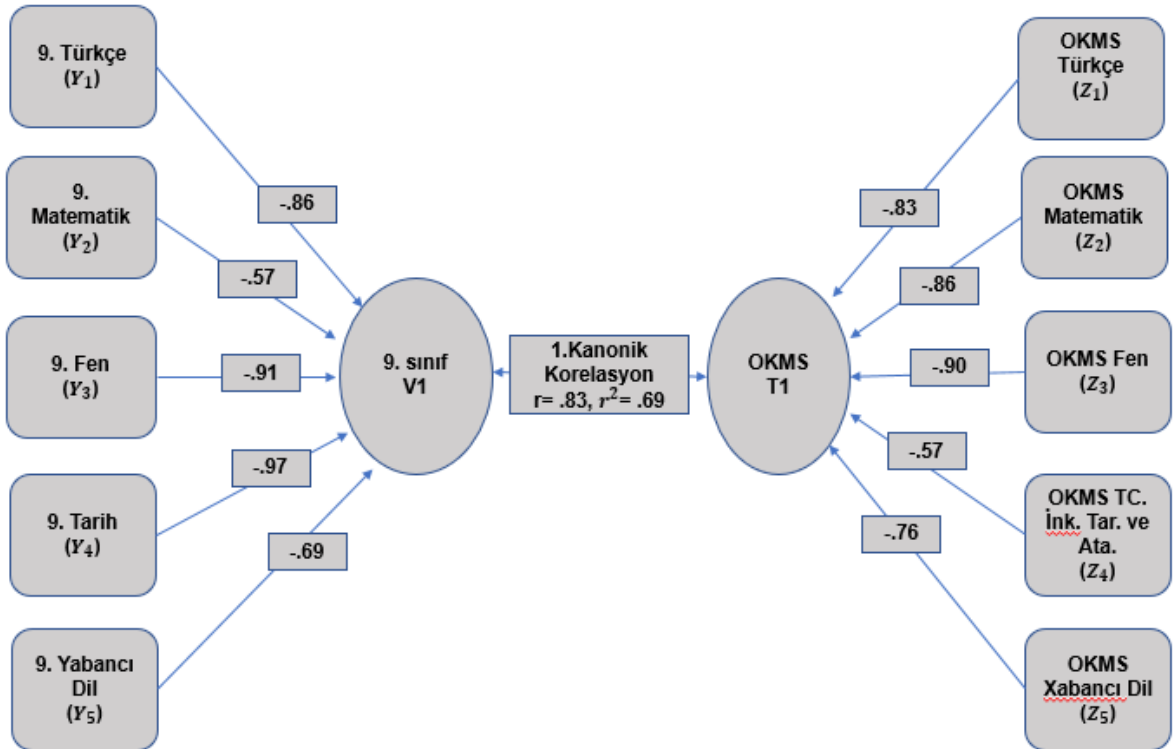 9. Türkçe
(Y₁)
-.86
9.
Matematik
(Y₂)
-.57
9. Fen
(Y₃)
-.91
9. Tarih
(Y₄)
-.97
9. Yabancı
Dil
(Y₅)
-.69
9. sınıf
V1
1.Kanonik
Korelasyon
r= .83, r²= .69
OKMS
T1
OKMS
Türkçe
(Z₁)
-.83
OKMS
Matematik
(Z₂)
-.86
OKMS Fen
(Z₃)
-.90
OKMS TC.
İnk. Tar. ve
Ata.
(Z₄)
-.57
OKMS
Xabancı Dil
(Z₅)
-.76